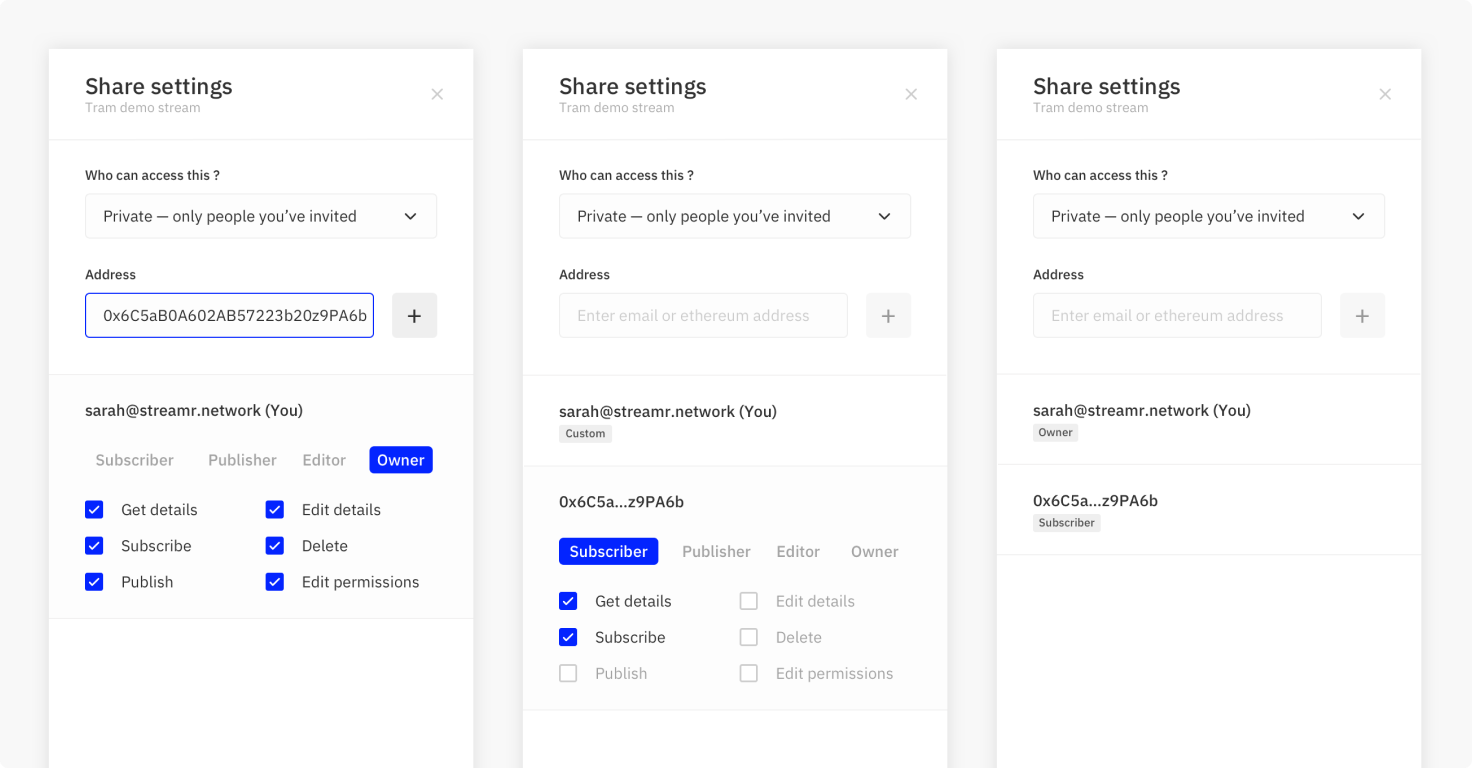 Share settings
Tram demo stream
Who can access this ?
Private — only people you’ve invited
Address
0x6C5aB0A602AB57223b20z9PA6b
+
sarah@streamr.network (You)
Subscriber Publisher Editor Owner
Get details Edit details
Subscribe Delete
Publish Edit permissions
Share settings
Tram demo stream
Who can access this ?
Private — only people you’ve invited
Address
Enter email or ethereum address
+
sarah@streamr.network (You)
Custom
0x6C5a...z9PA6b
Subscriber Publisher Editor Owner
Get details Edit details
Subscribe Delete
Publish Edit permissions
Share settings
Tram demo stream
Who can access this ?
Private — only people you’ve invited
Address
Enter email or ethereum address
+
sarah@streamr.network (You)
Owner
0x6C5a...z9PA6b
Subscriber